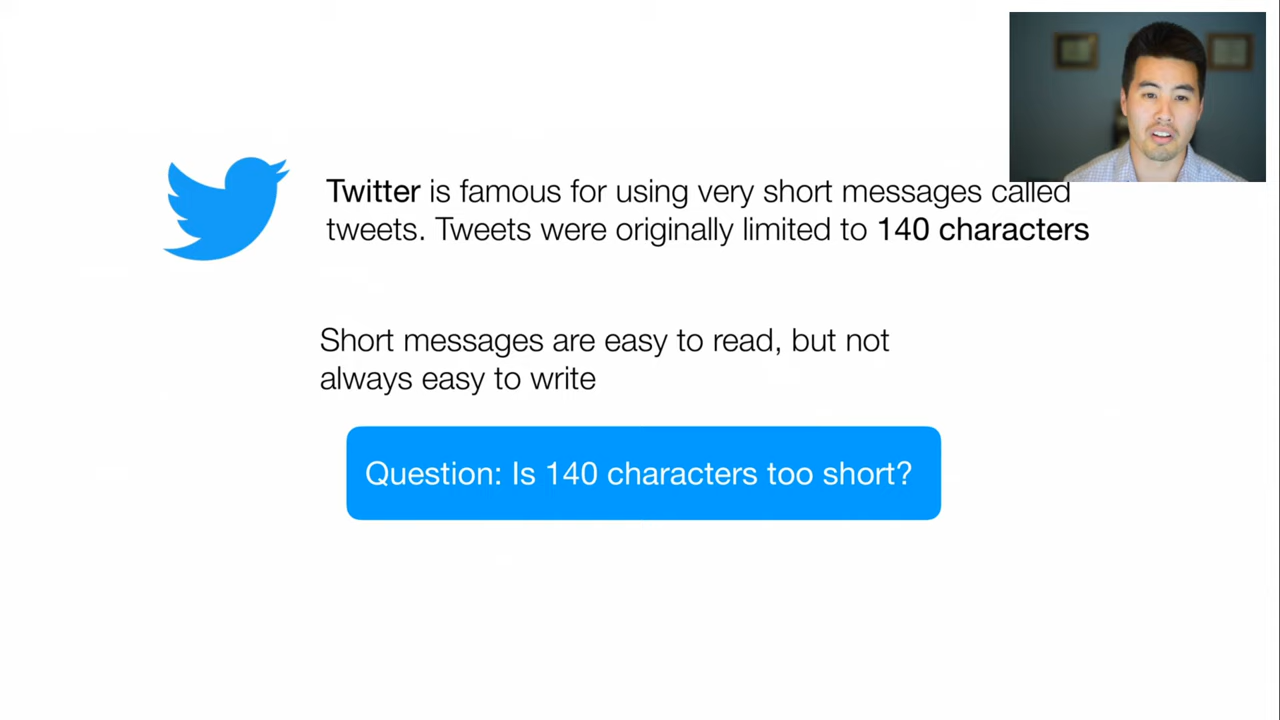 Twitter is famous for using very short messages called
tweets. Tweets were originally limited to 140 characters
Short messages are easy to read, but not
always easy to write
Question: Is 140 characters too short?